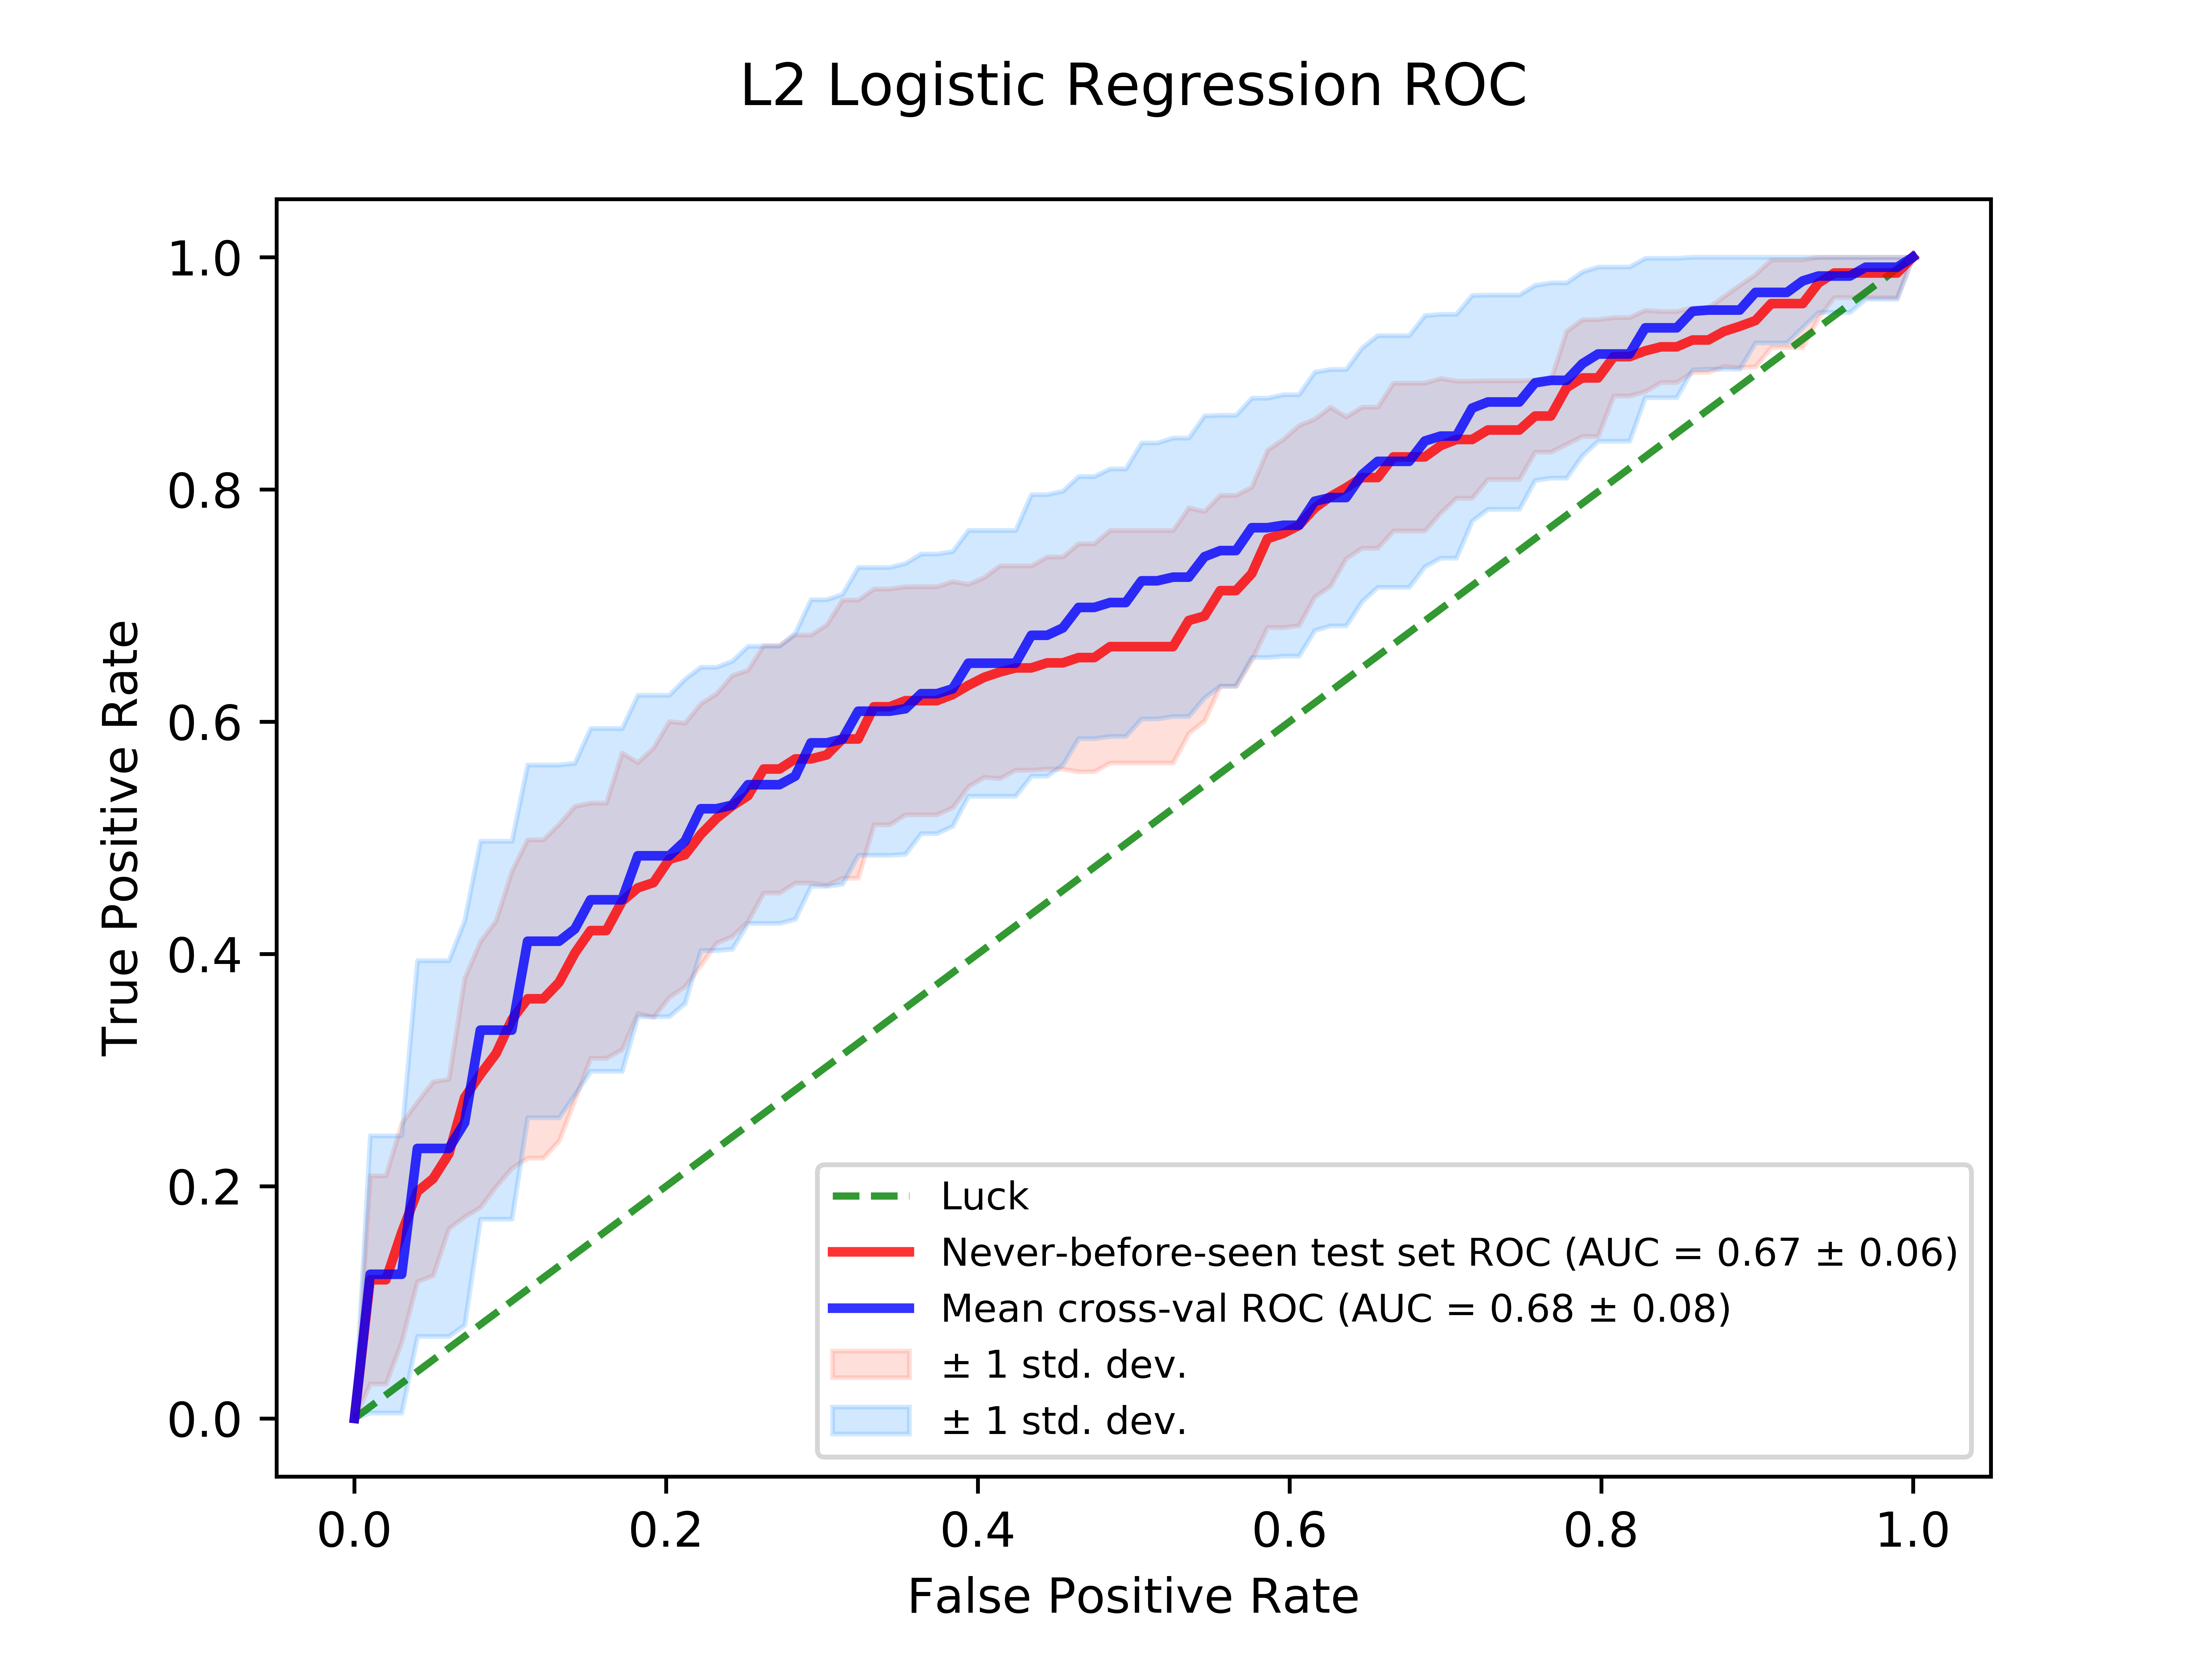 L2 Logistic Regression ROC
True Positive Rate
1.0
0.8
0.6
0.4
0.2
0.0
Luck
Never-before-seen test set ROC (AUC = 0.67 ± 0.06)
Mean cross-val ROC (AUC = 0.68 ± 0.08)
± 1 std. dev.
± 1 std. dev.
0.0 0.2 0.4 0.6 0.8 1.0
False Positive Rate